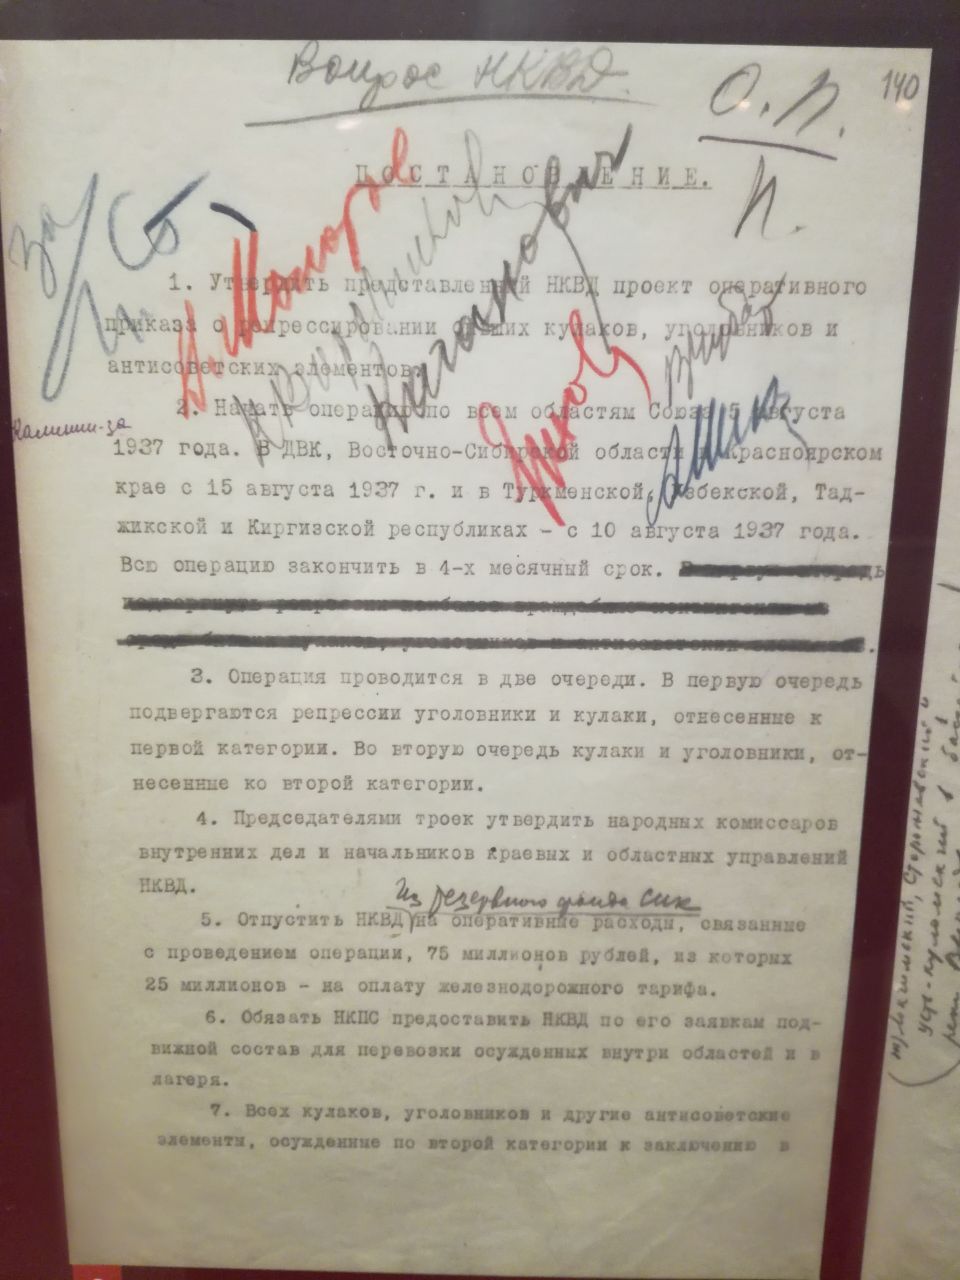 Вопрос НКВД.
О.П.
140
ПОСТАНОВЛЕНИЕ.
П.
За
В. Молотов
Каганович
1. Утвердить представленный НКВД проект оперативного
приказа о репрессировании бывших кулаков, уголовников и
антисоветских элементов.
2. Начать операцию по всем областям Союза 5 августа
Калинин-за
1937 года. В ДВК, Восточно-Сибирской области и Красноярском
крае с 15 августа 1937 г. и в Туркменской, Узбекской, Тад-
жикской и Киргизской республиках - с 10 августа 1937 года.
Всю операцию закончить в 4-х месячный срок.
3. Операция проводится в две очереди. В первую очередь
подвергаются репрессии уголовники и кулаки, отнесенные к
первой категории. Во вторую очередь кулаки и уголовники, от-
несенные ко второй категории.
4. Председателями троек утвердить народных комиссаров
внутренних дел и начальников краевых и областных управлений
НКВД.
Из резервного фонда СНК
5. Отпустить НКВД на оперативные расходы, связанные
с проведением операции, 75 миллионов рублей, из которых
25 миллионов - на оплату железнодорожного тарифа.
6. Обязать НКПС предоставить НКВД по его заявкам под-
вижной состав для перевозки осужденных внутри областей и в
лагеря.
7. Всех кулаков, уголовников и другие антисоветские
элементы, осужденные по второй категории к заключению в